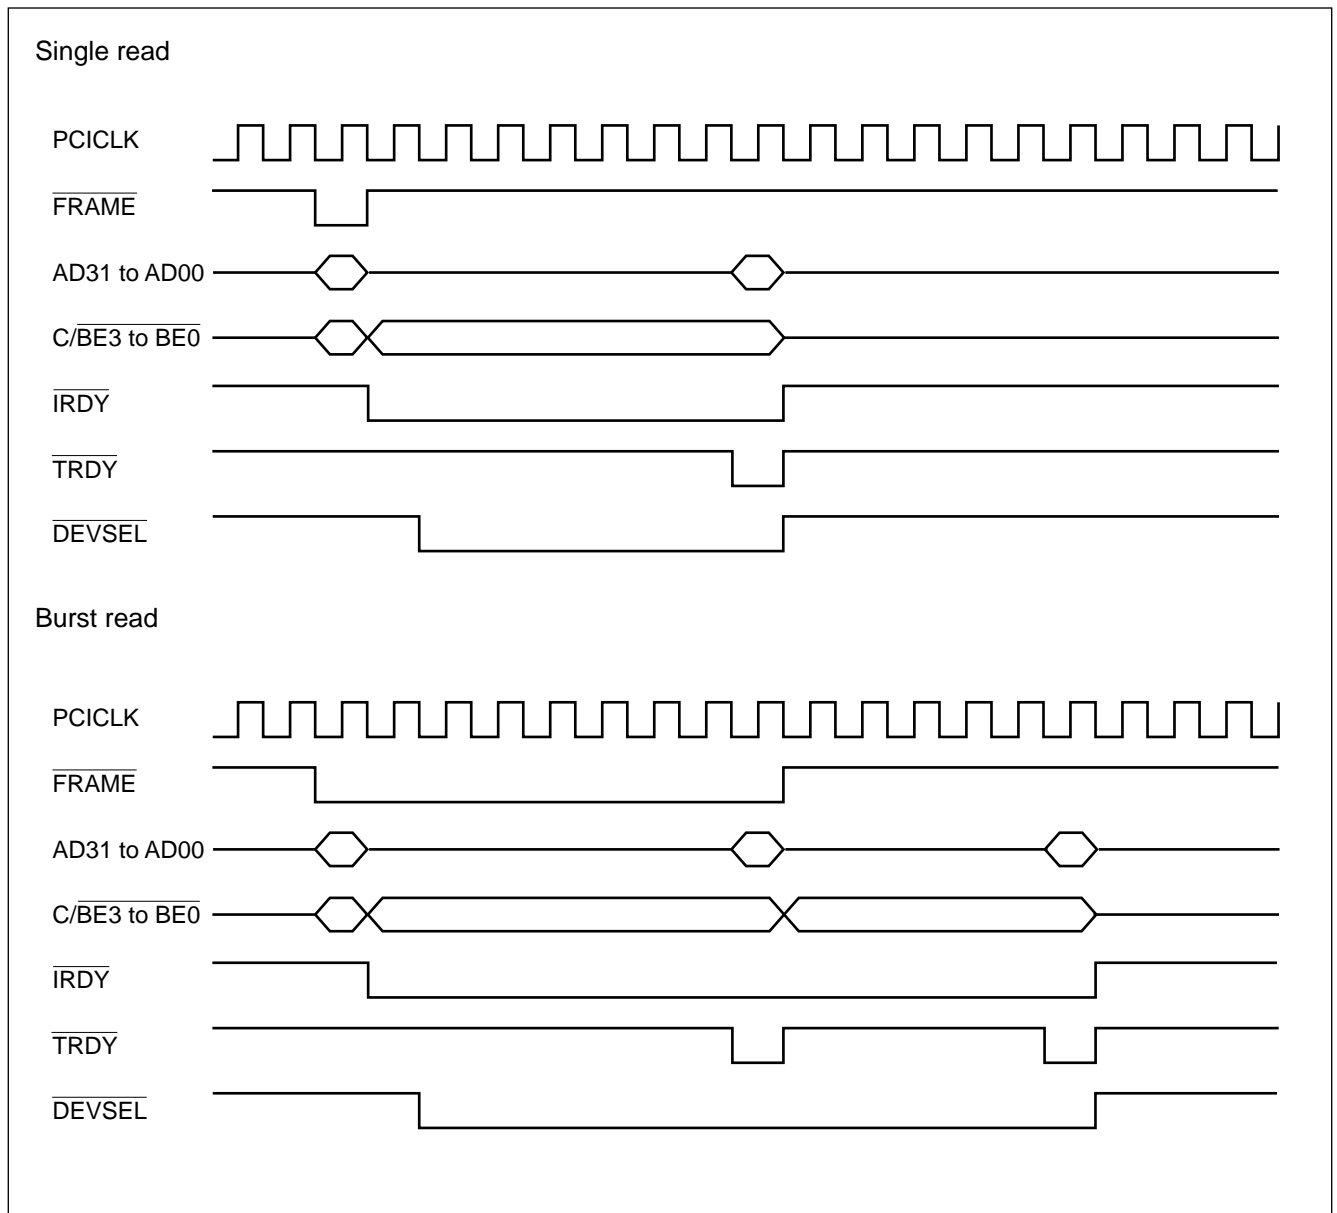 Single read
PCICLK
FRAME
AD31 to AD00
C/BE3 to BE0
IRDY
TRDY
DEVSEL
Burst read
PCICLK
FRAME
AD31 to AD00
C/BE3 to BE0
IRDY
TRDY
DEVSEL